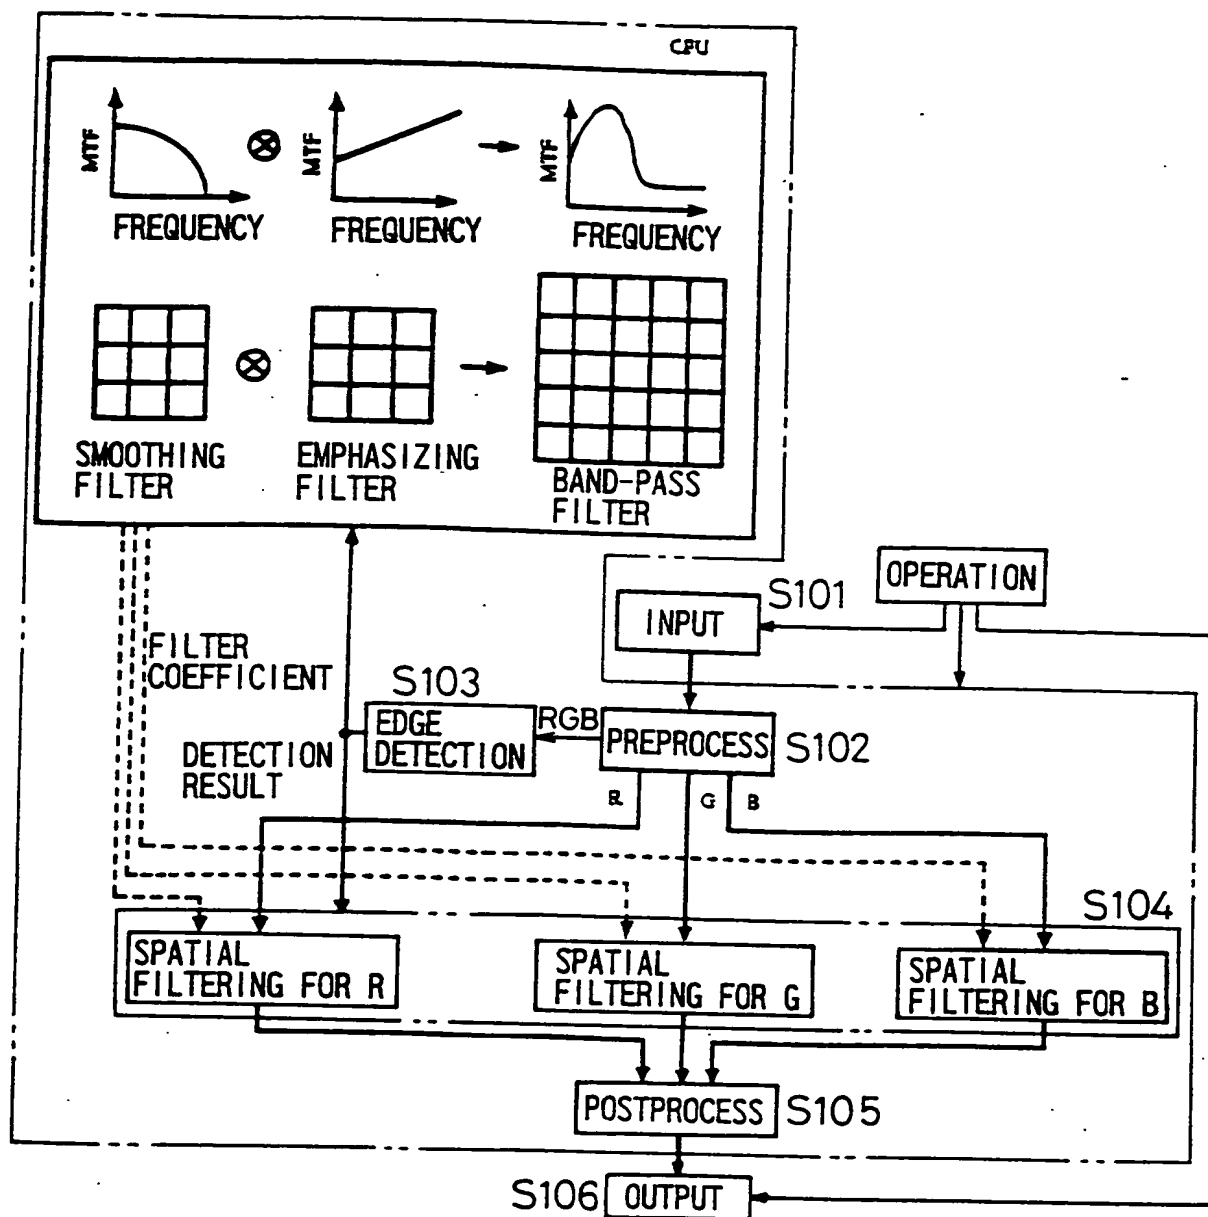 CPU
MTF
MTF
MTF
FREQUENCY
FREQUENCY
FREQUENCY
SMOOTHING
FILTER
EMPHASIZING
FILTER
BAND-PASS
FILTER
OPERATION
S101
INPUT
FILTER
COEFFICIENT
S103
EDGE
DETECTION
RGB
PREPROCESS
S102
DETECTION
RESULT
R
G
B
S104
SPATIAL
FILTERING FOR R
SPATIAL
FILTERING FOR G
SPATIAL
FILTERING FOR B
POSTPROCESS
S105
S106
OUTPUT